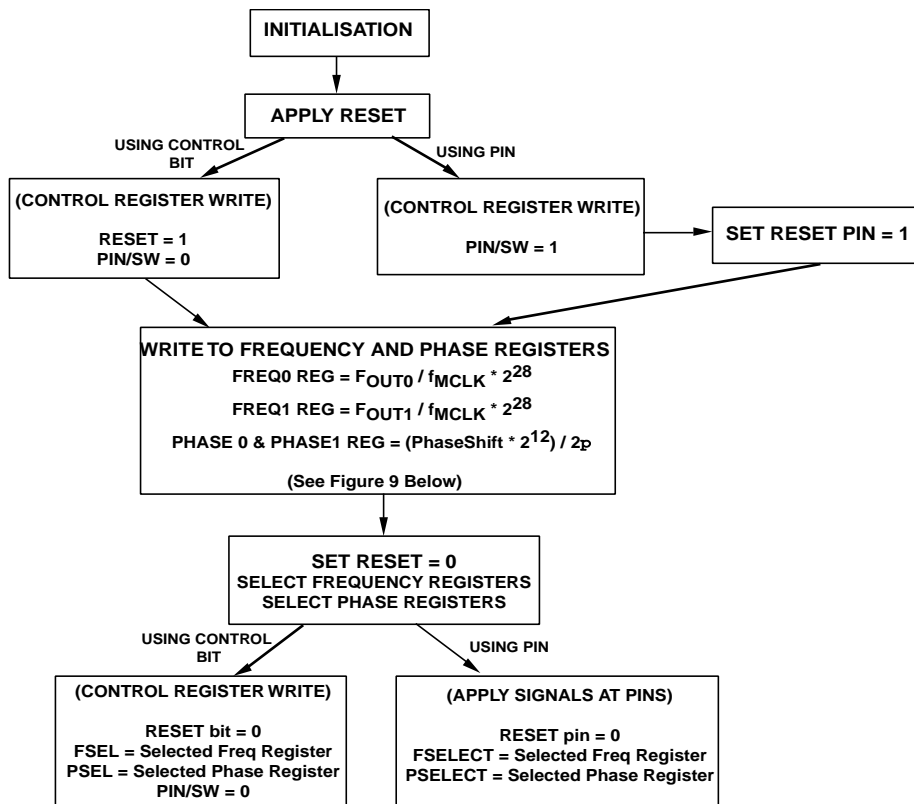 INITIALISATION
APPLY RESET
USING CONTROL
BIT
USING PIN
(CONTROL REGISTER WRITE)
RESET = 1
PIN/SW = 0
(CONTROL REGISTER WRITE)
PIN/SW = 1
SET RESET PIN = 1
WRITE TO FREQUENCY AND PHASE REGISTERS
FREQ0 REG = FOUT0 / fMCLK * 2^28
FREQ1 REG = FOUT1 / fMCLK * 2^28
PHASE 0 & PHASE1 REG = (PhaseShift * 2^12) / 2p
(See Figure 9 Below)
SET RESET = 0
SELECT FREQUENCY REGISTERS
SELECT PHASE REGISTERS
USING CONTROL
BIT
USING PIN
(CONTROL REGISTER WRITE)
RESET bit = 0
FSEL = Selected Freq Register
PSEL = Selected Phase Register
PIN/SW = 0
(APPLY SIGNALS AT PINS)
RESET pin = 0
FSELECT = Selected Freq Register
PSELECT = Selected Phase Register